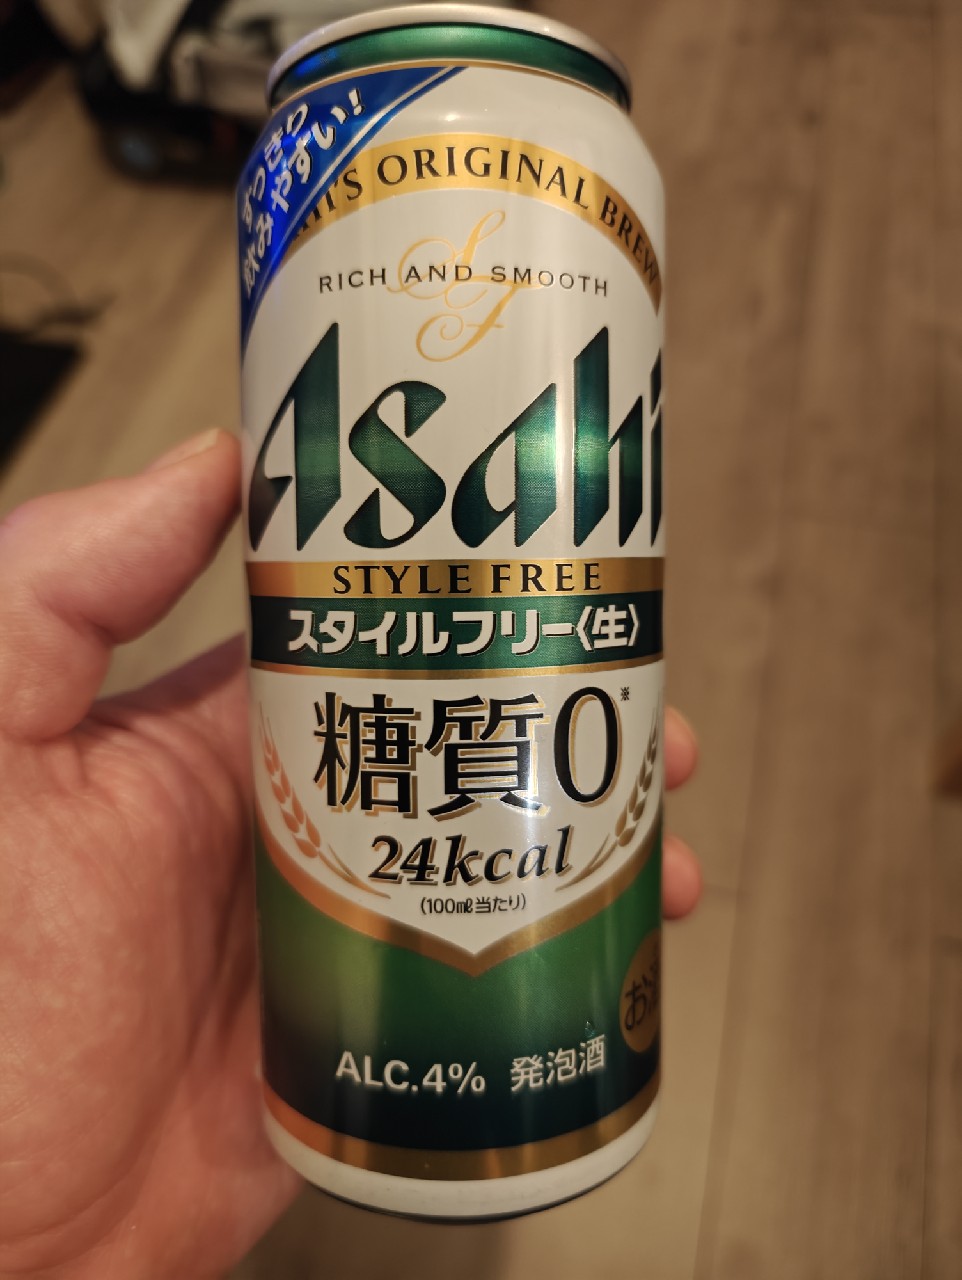 すっきり
飲みやすい!
ORIGINAL BREW
RICH AND SMOOTH
SF
Asahi
STYLE FREE
スタイルフリー〈生〉
糖質0※
24kcal
(100㎖当たり)
ALC.4% 発泡酒